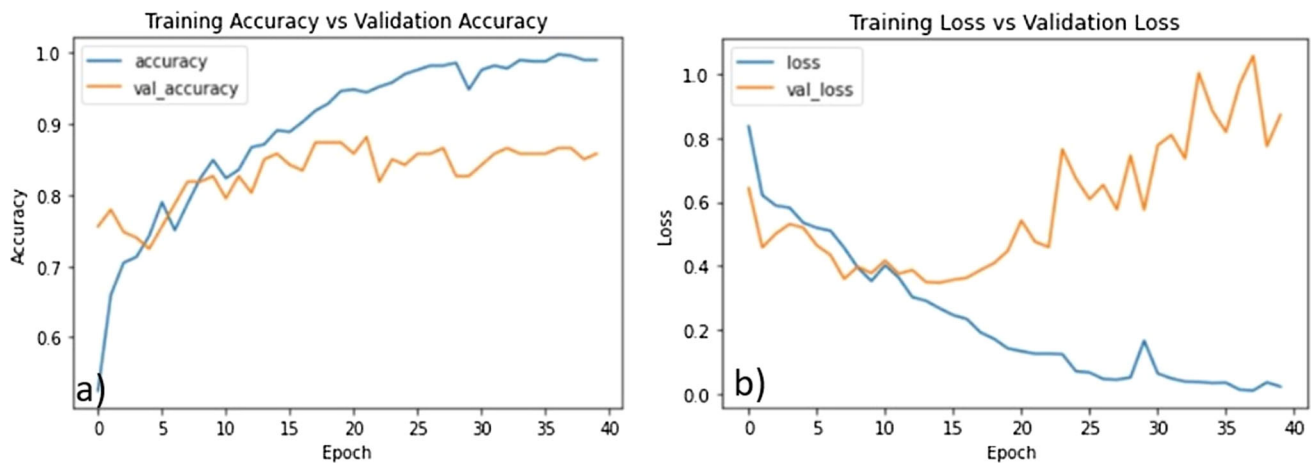 Training Accuracy vs Validation Accuracy
accuracy
val_accuracy
1.0
0.9
0.8
0.7
0.6
Accuracy
a)
0 5 10 15 20 25 30 35 40
Epoch
Training Loss vs Validation Loss
loss
val_loss
1.0
0.8
0.6
0.4
0.2
0.0
Loss
b)
0 5 10 15 20 25 30 35 40
Epoch